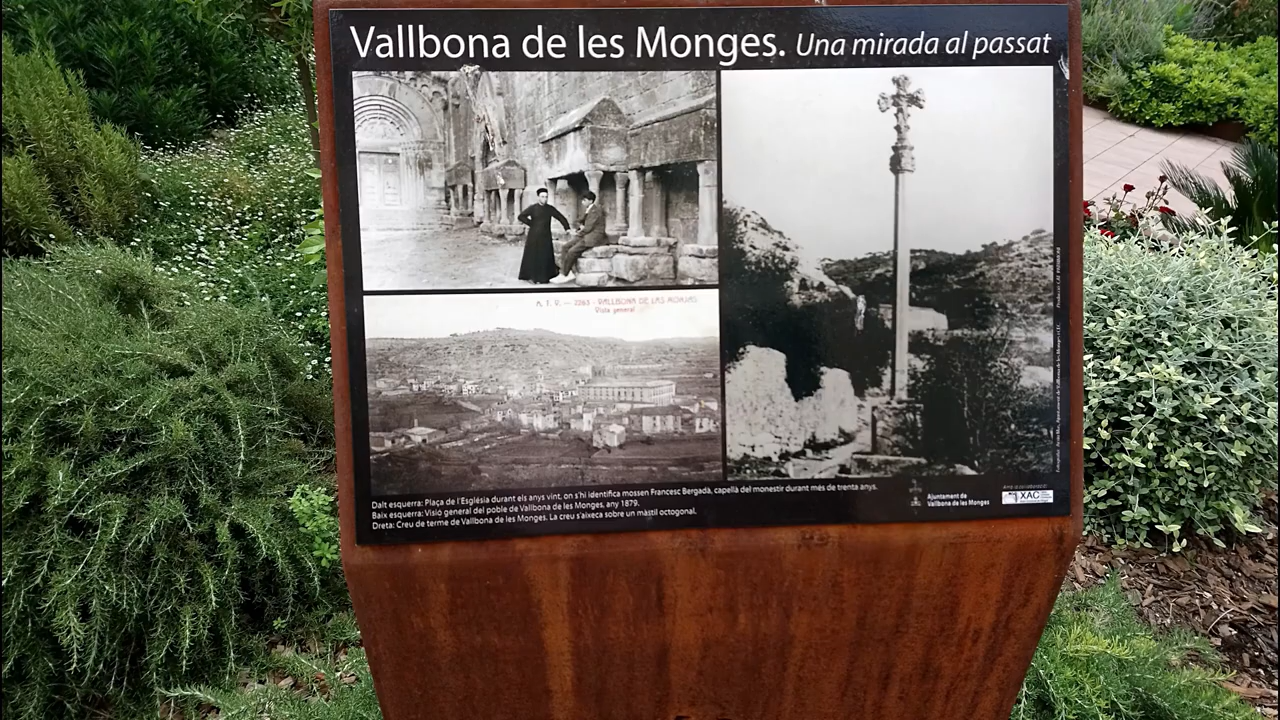 Vallbona de les Monges. Una mirada al passat
A. T. V. — 2263 - VALLBONA DE LAS MONJAS
Vista general
Dalt esquerra: Plaça de l'Església durant els anys vint, on s'hi identifica mossen Francesc Bergadà, capellà del monestir durant més de trenta anys.
Baix esquerra: Visió general del poble de Vallbona de les Monges, any 1879.
Dreta: Creu de terme de Vallbona de les Monges. La creu s'aixeca sobre un màstil octogonal.
Ajuntament de
Vallbona de les Monges
XAC